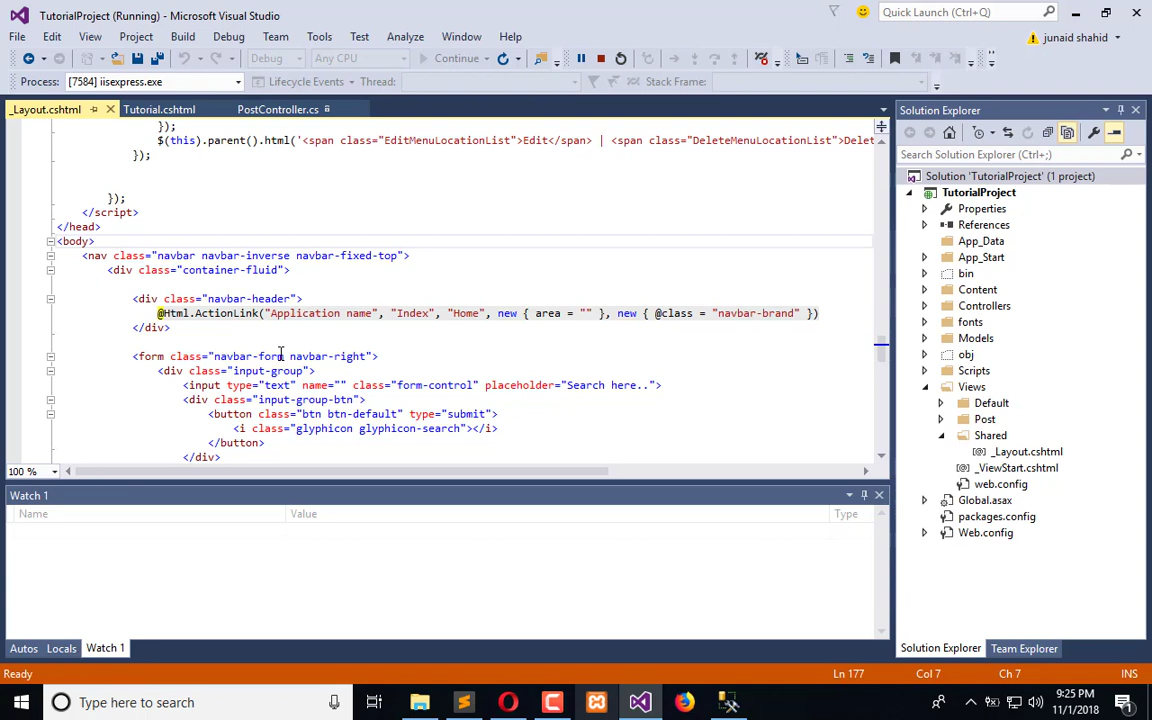 TutorialProject (Running) - Microsoft Visual Studio
Quick Launch (Ctrl+Q)
File Edit View Project Build Debug Team Tools Test Analyze Window Help
junaid shahid
Debug Any CPU Continue
Process: [7584] iisexpress.exe Lifecycle Events Thread: Stack Frame:
_Layout.cshtml Tutorial.cshtml PostController.cs
});
$(this).parent().html('<span class="EditMenuLocationList">Edit</span> | <span class="DeleteMenuLocationList">Delet
});
});
</script>
</head>
<body>
<nav class="navbar navbar-inverse navbar-fixed-top">
<div class="container-fluid">
<div class="navbar-header">
@Html.ActionLink("Application name", "Index", "Home", new { area = "" }, new { @class = "navbar-brand" })
</div>
<form class="navbar-form navbar-right">
<div class="input-group">
<input type="text" name="" class="form-control" placeholder="Search here..">
<div class="input-group-btn">
<button class="btn btn-default" type="submit">
<i class="glyphicon glyphicon-search"></i>
</button>
</div>
100 %
Watch 1
Name Value Type
Autos Locals Watch 1
Solution Explorer
Search Solution Explorer (Ctrl+;)
Solution 'TutorialProject' (1 project)
TutorialProject
Properties
References
App_Data
App_Start
bin
Content
Controllers
fonts
Models
obj
Scripts
Views
Default
Post
Shared
_Layout.cshtml
_ViewStart.cshtml
web.config
Global.asax
packages.config
Web.config
Solution Explorer Team Explorer
Ready Ln 177 Col 7 Ch 7 INS
Type here to search
9:25 PM
11/1/2018
1